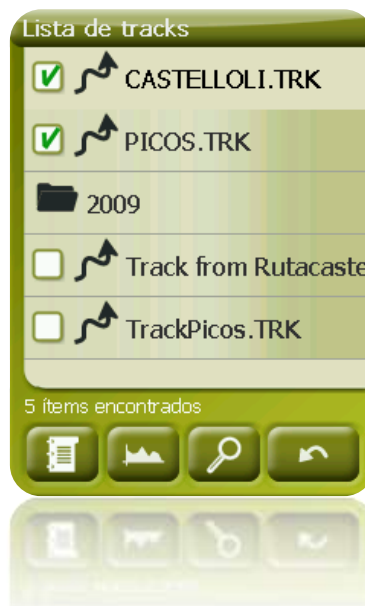 Lista de tracks
CASTELLOLI.TRK
PICOS.TRK
2009
Track from Rutacaste
TrackPicos.TRK
5 ítems encontrados